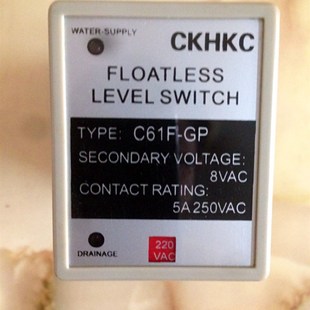 WATER-SUPPLY
CKHKC
FLOATLESS
LEVEL SWITCH
TYPE: C61F-GP
SECONDARY VOLTAGE:
8VAC
CONTACT RATING:
5A 250VAC
DRAINAGE
220
VAC